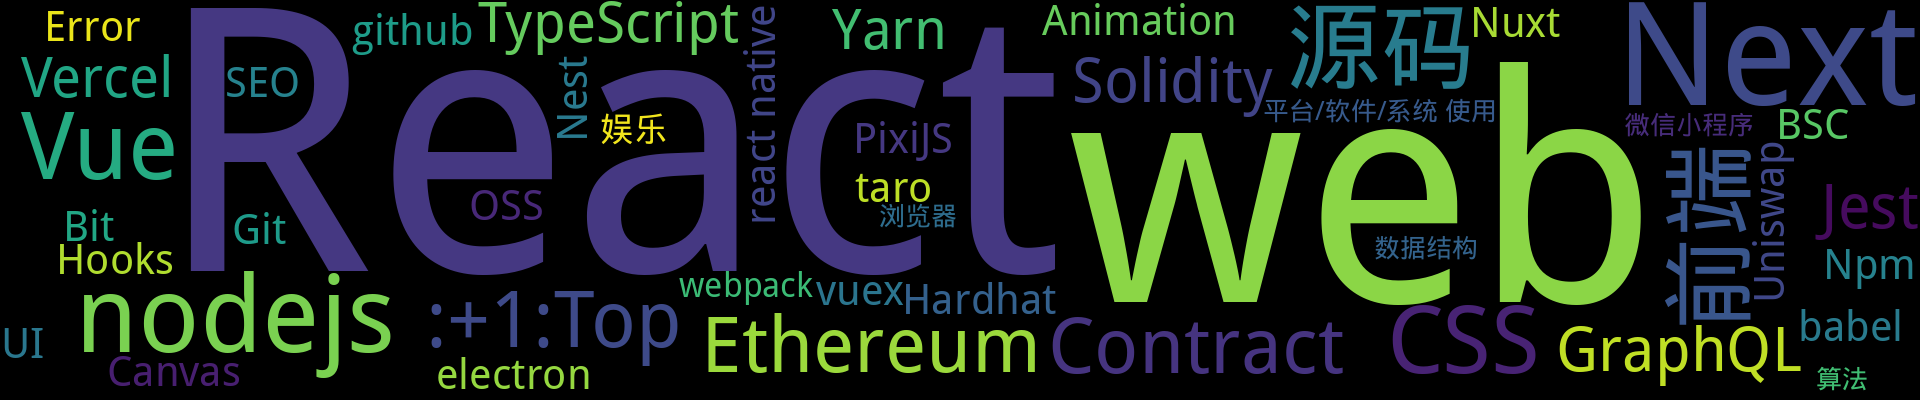 Error
github
TypeScript
react native
Yarn
Animation
源码
Nuxt
Next
Vercel
SEO
Nest
React
Solidity
平台/软件/系统 使用
微信小程序
BSC
Vue
娱乐
PixiJS
web
前端
Uniswap
OSS
taro
浏览器
Jest
Bit
Git
Hooks
数据结构
Npm
nodejs
:+1:Top
webpack
vuex
Hardhat
UI
Canvas
electron
Ethereum
Contract
CSS
GraphQL
babel
算法